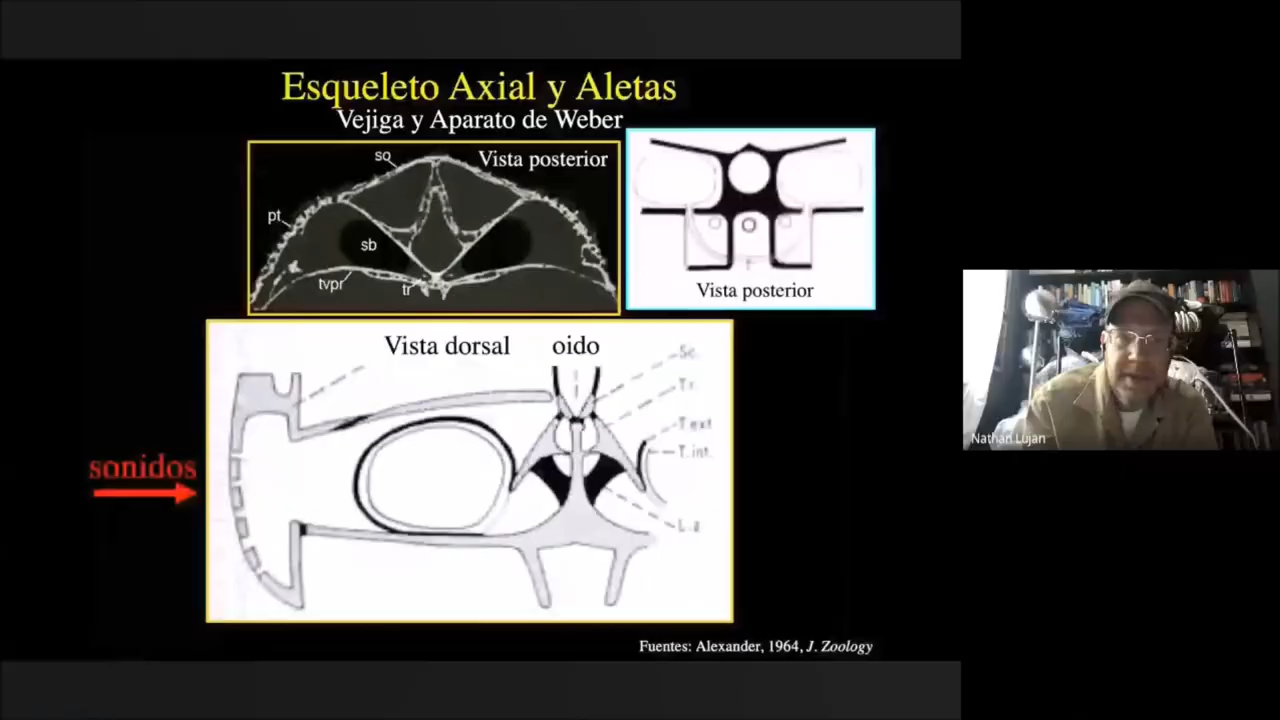 Esqueleto Axial y Aletas
Vejiga y Aparato de Weber
so
Vista posterior
pt
sb
tvpr
tr
Vista posterior
Vista dorsal
oido
Sc.
Tr.
T.ext
T.int.
sonidos
Nathan Lujan
Fuentes: Alexander, 1964, J. Zoology